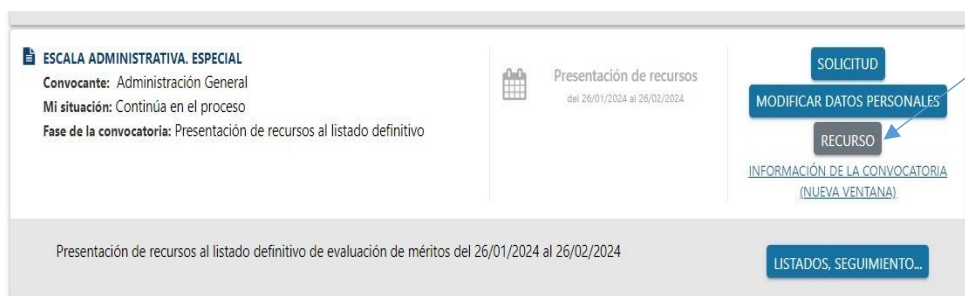 ESCALA ADMINISTRATIVA. ESPECIAL
Convocante: Administración General
Mi situación: Continúa en el proceso
Fase de la convocatoria: Presentación de recursos al listado definitivo
Presentación de recursos
del 26/01/2024 al 26/02/2024
SOLICITUD
MODIFICAR DATOS PERSONALES
RECURSO
INFORMACIÓN DE LA CONVOCATORIA
(NUEVA VENTANA)
Presentación de recursos al listado definitivo de evaluación de méritos del 26/01/2024 al 26/02/2024
LISTADOS, SEGUIMIENTO...